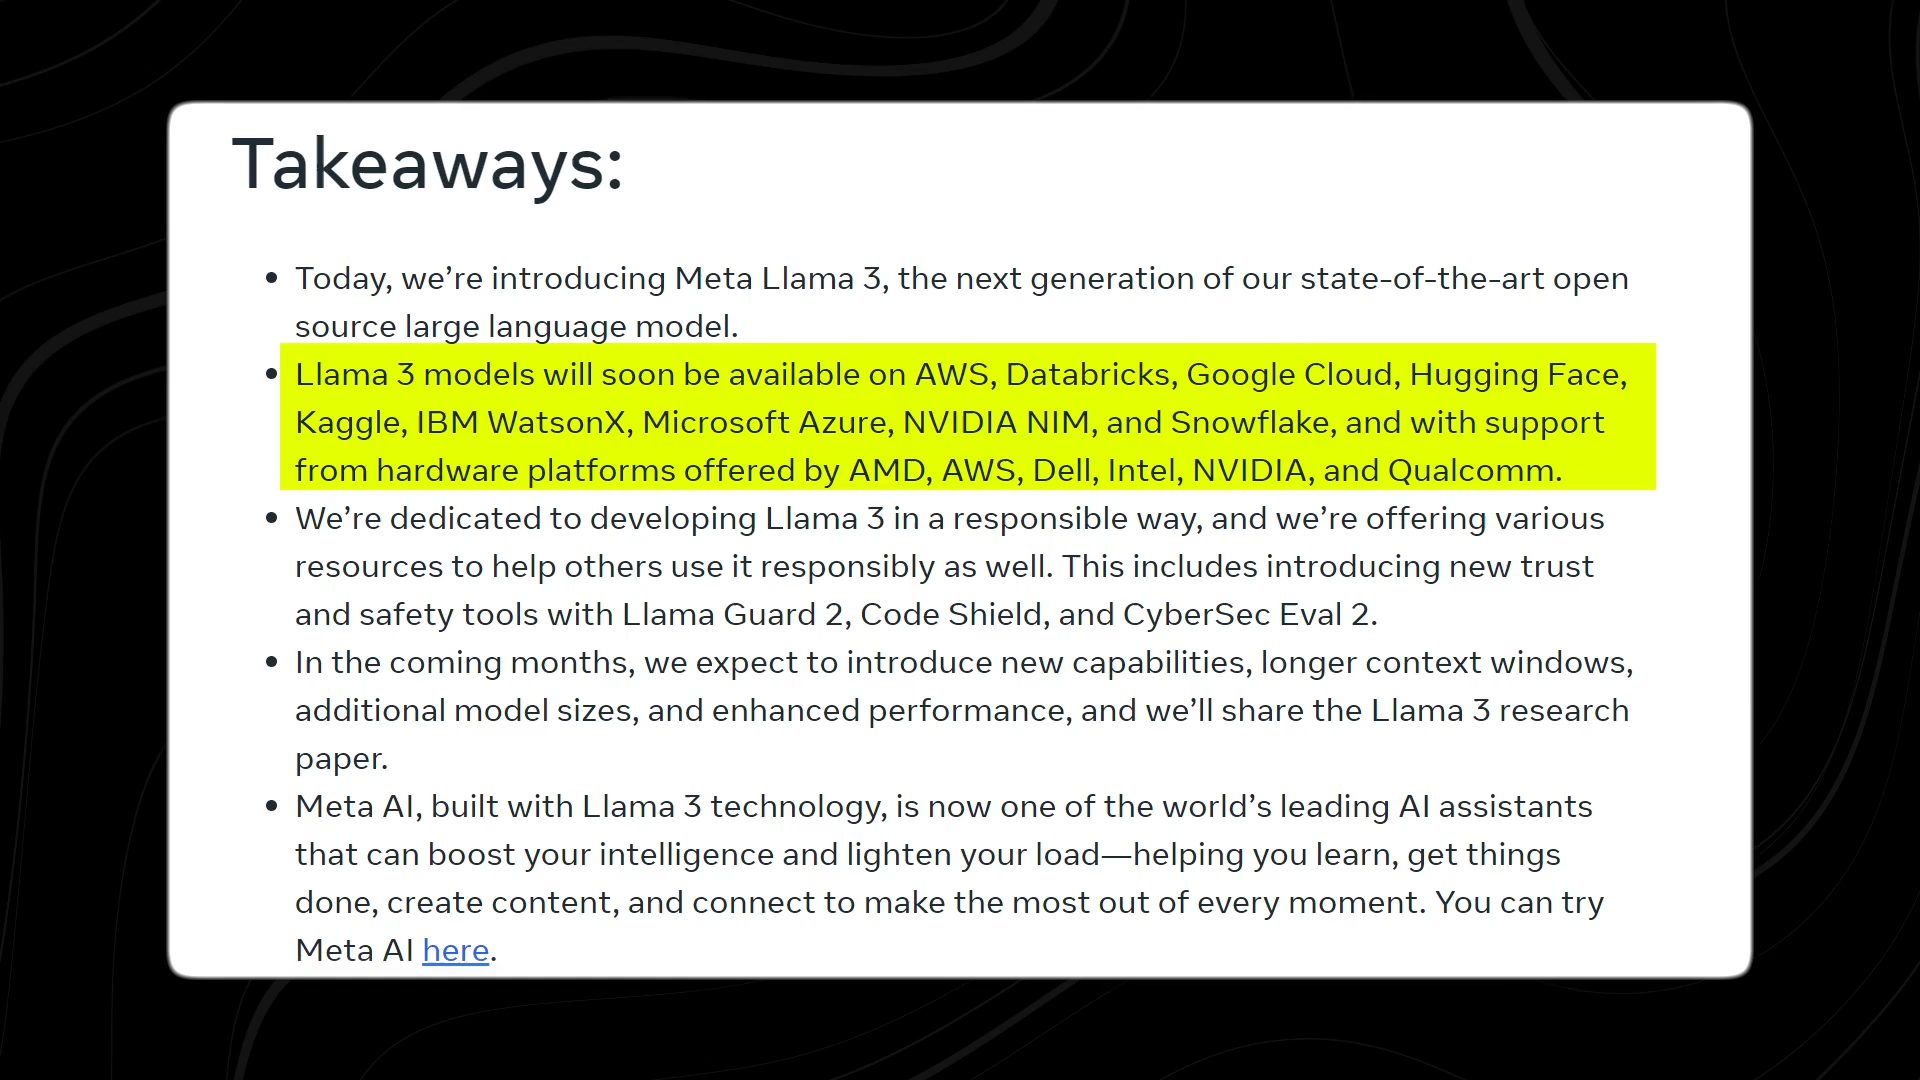 Takeaways:
• Today, we’re introducing Meta Llama 3, the next generation of our state-of-the-art open
source large language model.
• Llama 3 models will soon be available on AWS, Databricks, Google Cloud, Hugging Face,
Kaggle, IBM WatsonX, Microsoft Azure, NVIDIA NIM, and Snowflake, and with support
from hardware platforms offered by AMD, AWS, Dell, Intel, NVIDIA, and Qualcomm.
• We’re dedicated to developing Llama 3 in a responsible way, and we’re offering various
resources to help others use it responsibly as well. This includes introducing new trust
and safety tools with Llama Guard 2, Code Shield, and CyberSec Eval 2.
• In the coming months, we expect to introduce new capabilities, longer context windows,
additional model sizes, and enhanced performance, and we’ll share the Llama 3 research
paper.
• Meta AI, built with Llama 3 technology, is now one of the world’s leading AI assistants
that can boost your intelligence and lighten your load—helping you learn, get things
done, create content, and connect to make the most out of every moment. You can try
Meta AI here.